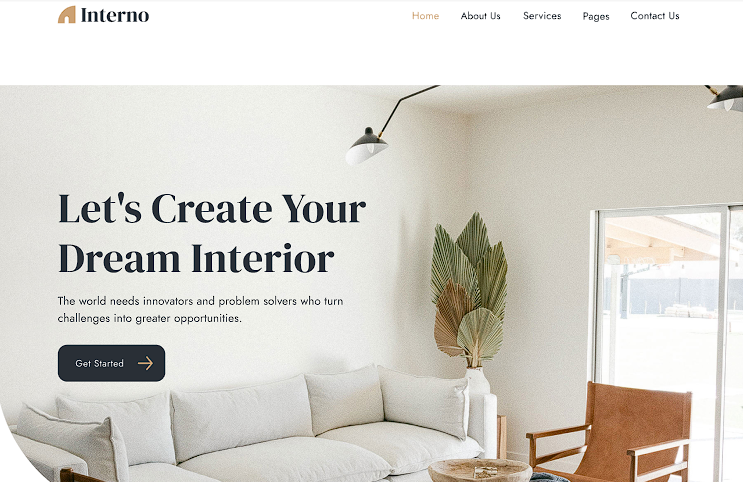 Interno
Home About Us Services Pages Contact Us
Let's Create Your
Dream Interior
The world needs innovators and problem solvers who turn
challenges into greater opportunities.
Get Started